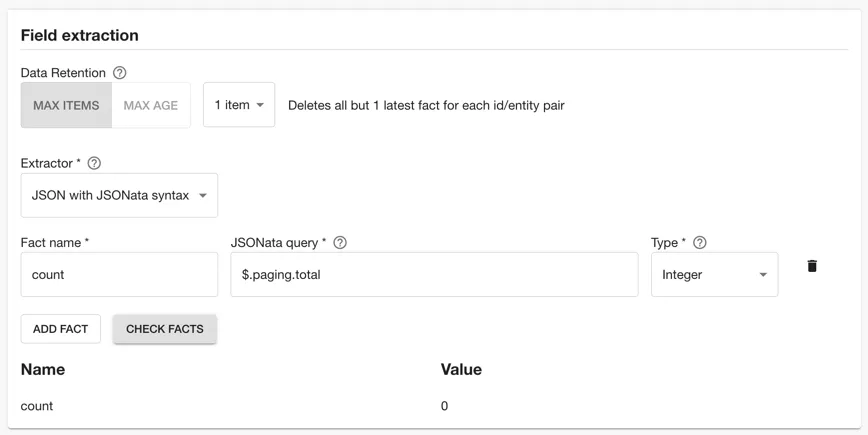 Field extraction
Data Retention ?
MAX ITEMS MAX AGE 1 item Deletes all but 1 latest fact for each id/entity pair
Extractor * ?
JSON with JSONata syntax
Fact name * JSONata query * ? Type * ?
count $.paging.total Integer
ADD FACT CHECK FACTS
Name Value
count 0